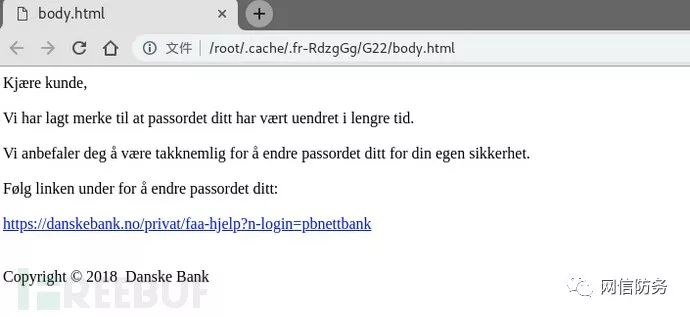 body.html
文件 /root/.cache/.fr-RdzgGg/G22/body.html
Kjære kunde,
Vi har lagt merke til at passordet ditt har vært uendret i lengre tid.
Vi anbefaler deg å være takknemlig for å endre passordet ditt for din egen sikkerhet.
Følg linken under for å endre passordet ditt:
https://danskebank.no/privat/faa-hjelp?n-login=pbnettbank
Copyright © 2018 Danske Bank
FREEBUF
网信防务